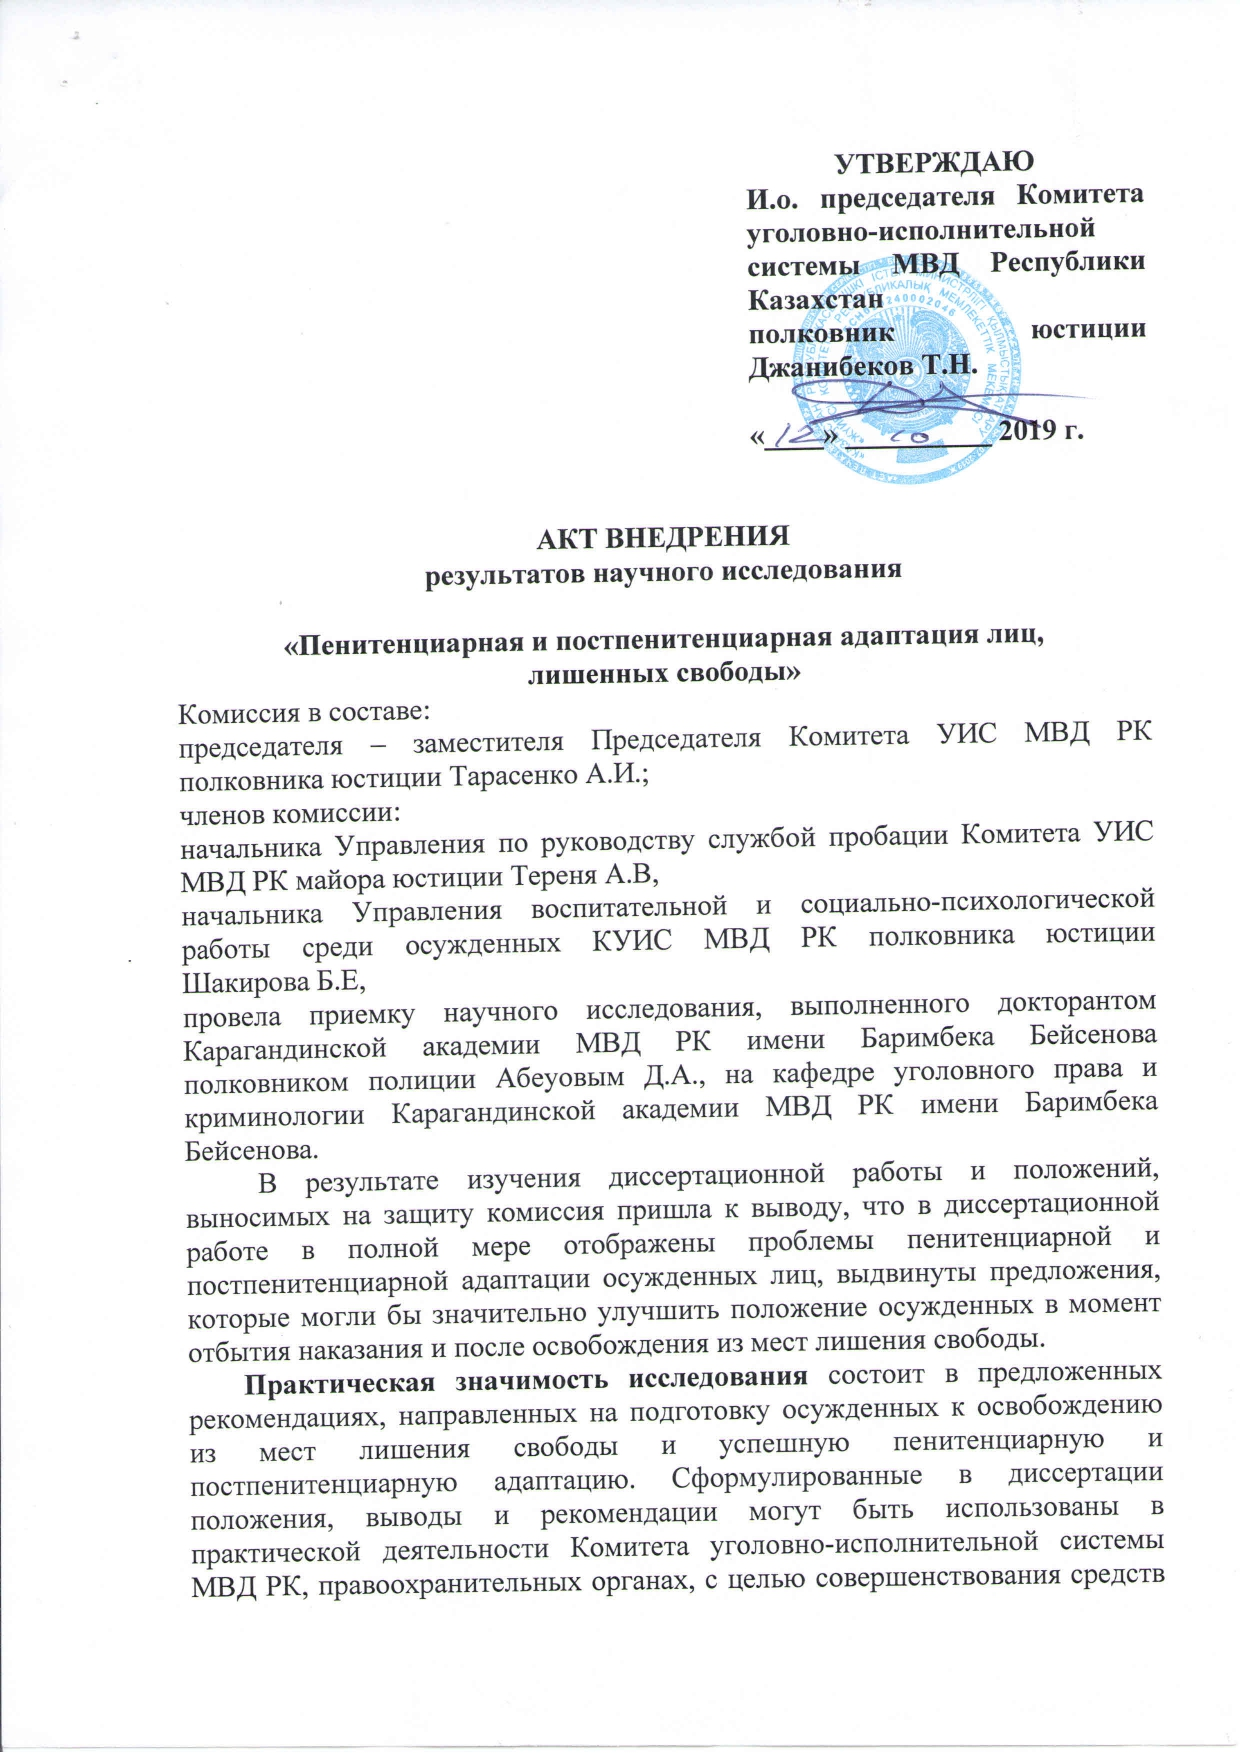 УТВЕРЖДАЮ
И.о. председателя Комитета
уголовно-исполнительной
системы МВД Республики
Казахстан
полковник юстиции
Джанибеков Т.Н.
«12» 10 2019 г.
АКТ ВНЕДРЕНИЯ
результатов научного исследования
«Пенитенциарная и постпенитенциарная адаптация лиц,
лишенных свободы»
Комиссия в составе:
председателя – заместителя Председателя Комитета УИС МВД РК
полковника юстиции Тарасенко А.И.;
членов комиссии:
начальника Управления по руководству службой пробации Комитета УИС
МВД РК майора юстиции Тереня А.В,
начальника Управления воспитательной и социально-психологической
работы среди осужденных КУИС МВД РК полковника юстиции
Шакирова Б.Е,
провела приемку научного исследования, выполненного докторантом
Карагандинской академии МВД РК имени Баримбека Бейсенова
полковником полиции Абеуовым Д.А., на кафедре уголовного права и
криминологии Карагандинской академии МВД РК имени Баримбека
Бейсенова.
В результате изучения диссертационной работы и положений,
выносимых на защиту комиссия пришла к выводу, что в диссертационной
работе в полной мере отображены проблемы пенитенциарной и
постпенитенциарной адаптации осужденных лиц, выдвинуты предложения,
которые могли бы значительно улучшить положение осужденных в момент
отбытия наказания и после освобождения из мест лишения свободы.
Практическая значимость исследования состоит в предложенных
рекомендациях, направленных на подготовку осужденных к освобождению
из мест лишения свободы и успешную пенитенциарную и
постпенитенциарную адаптацию. Сформулированные в диссертации
положения, выводы и рекомендации могут быть использованы в
практической деятельности Комитета уголовно-исполнительной системы
МВД РК, правоохранительных органах, с целью совершенствования средств